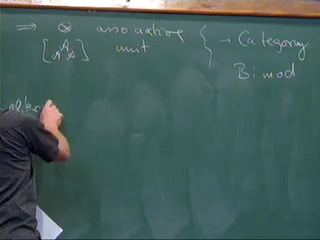 ⇒ ⊗ associative { → Category
[ A A A ] unit
Bimod